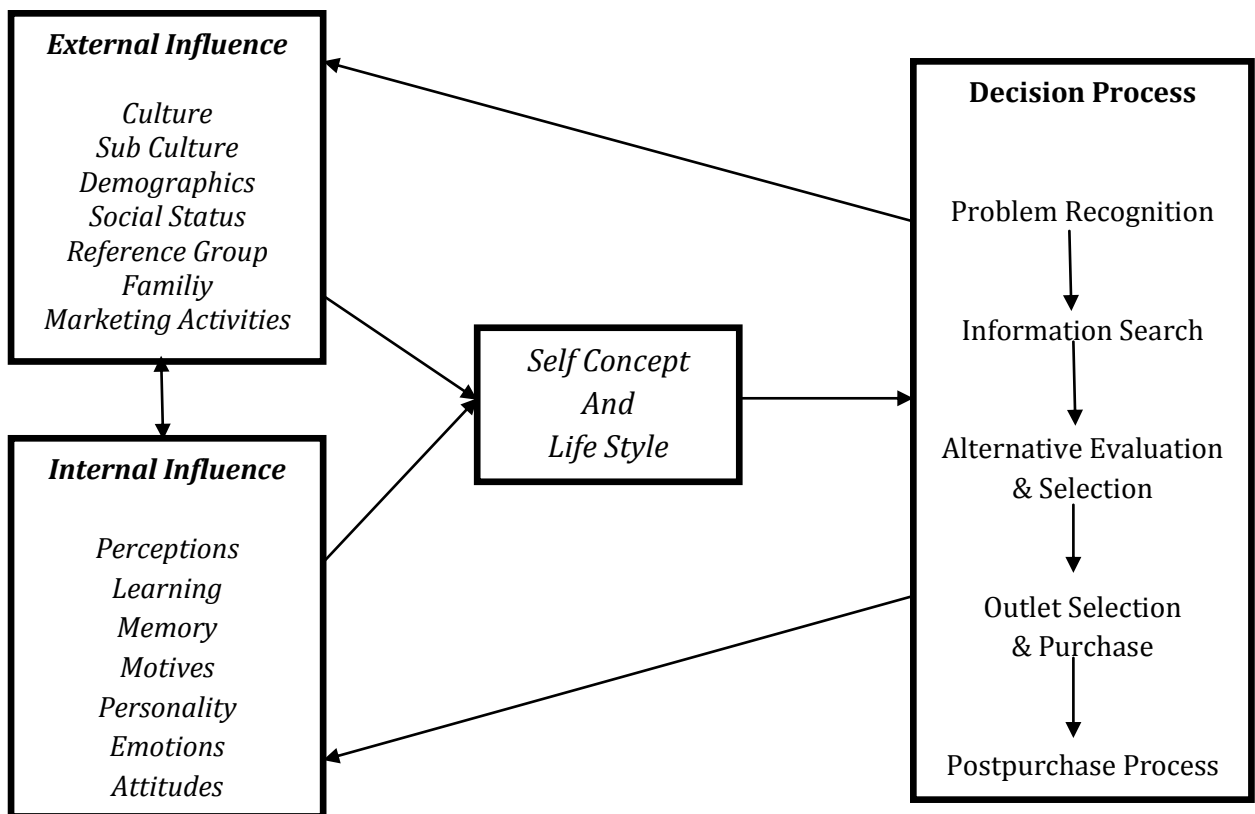 External Influence
Culture
Sub Culture
Demographics
Social Status
Reference Group
Familiy
Marketing Activities
Internal Influence
Perceptions
Learning
Memory
Motives
Personality
Emotions
Attitudes
Self Concept
And
Life Style
Decision Process
Problem Recognition
Information Search
Alternative Evaluation
& Selection
Outlet Selection
& Purchase
Postpurchase Process